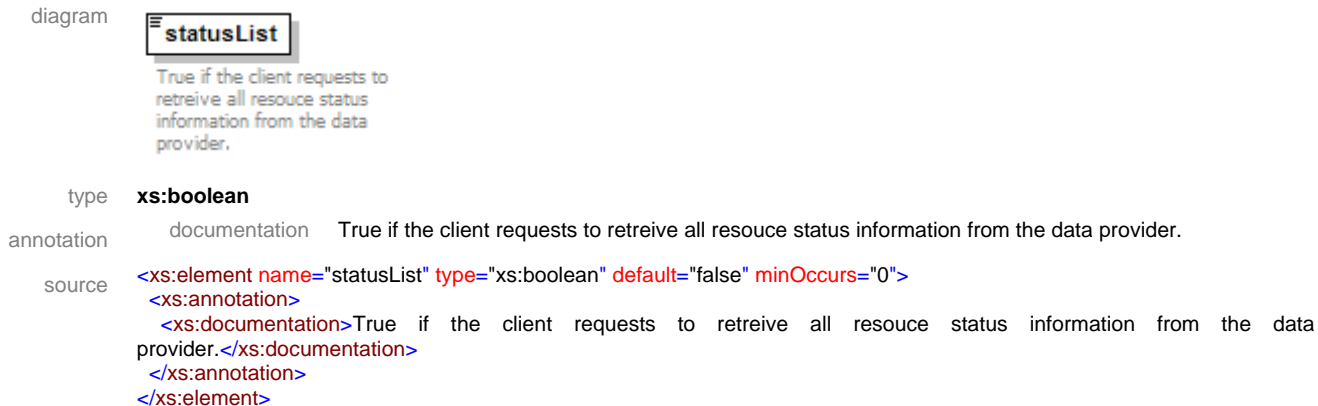 diagram
statusList
True if the client requests to
retreive all resouce status
information from the data
provider.
type xs:boolean
annotation documentation True if the client requests to retreive all resouce status information from the data provider.
source <xs:element name="statusList" type="xs:boolean" default="false" minOccurs="0">
<xs:annotation>
<xs:documentation>True if the client requests to retreive all resouce status information from the data
provider.</xs:documentation>
</xs:annotation>
</xs:element>